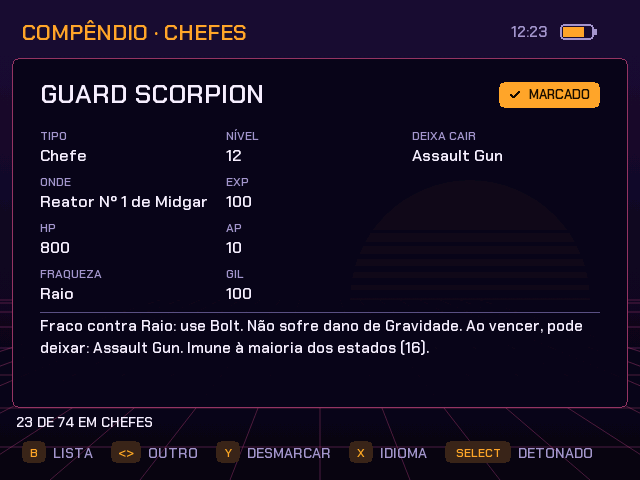 COMPÊNDIO · CHEFES
12:23
GUARD SCORPION
MARCADO
TIPO
NÍVEL
DEIXA CAIR
Chefe
12
Assault Gun
ONDE
EXP
Reator Nº 1 de Midgar
100
HP
AP
800
10
FRAQUEZA
GIL
Raio
100
Fraco contra Raio: use Bolt. Não sofre dano de Gravidade. Ao vencer, pode
deixar: Assault Gun. Imune à maioria dos estados (16).
23 DE 74 EM CHEFES
B LISTA <> OUTRO Y DESMARCAR X IDIOMA SELECT DETONADO